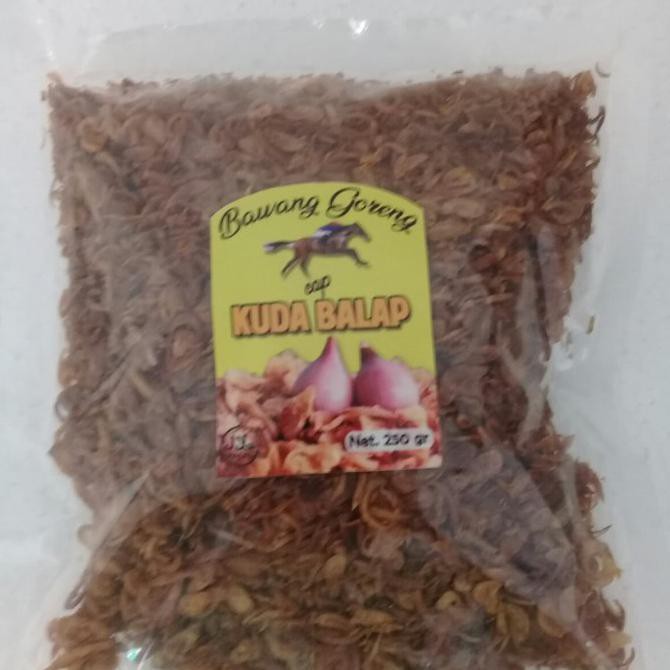 Bawang Goreng
cap
KUDA BALAP
Net. 250 gr